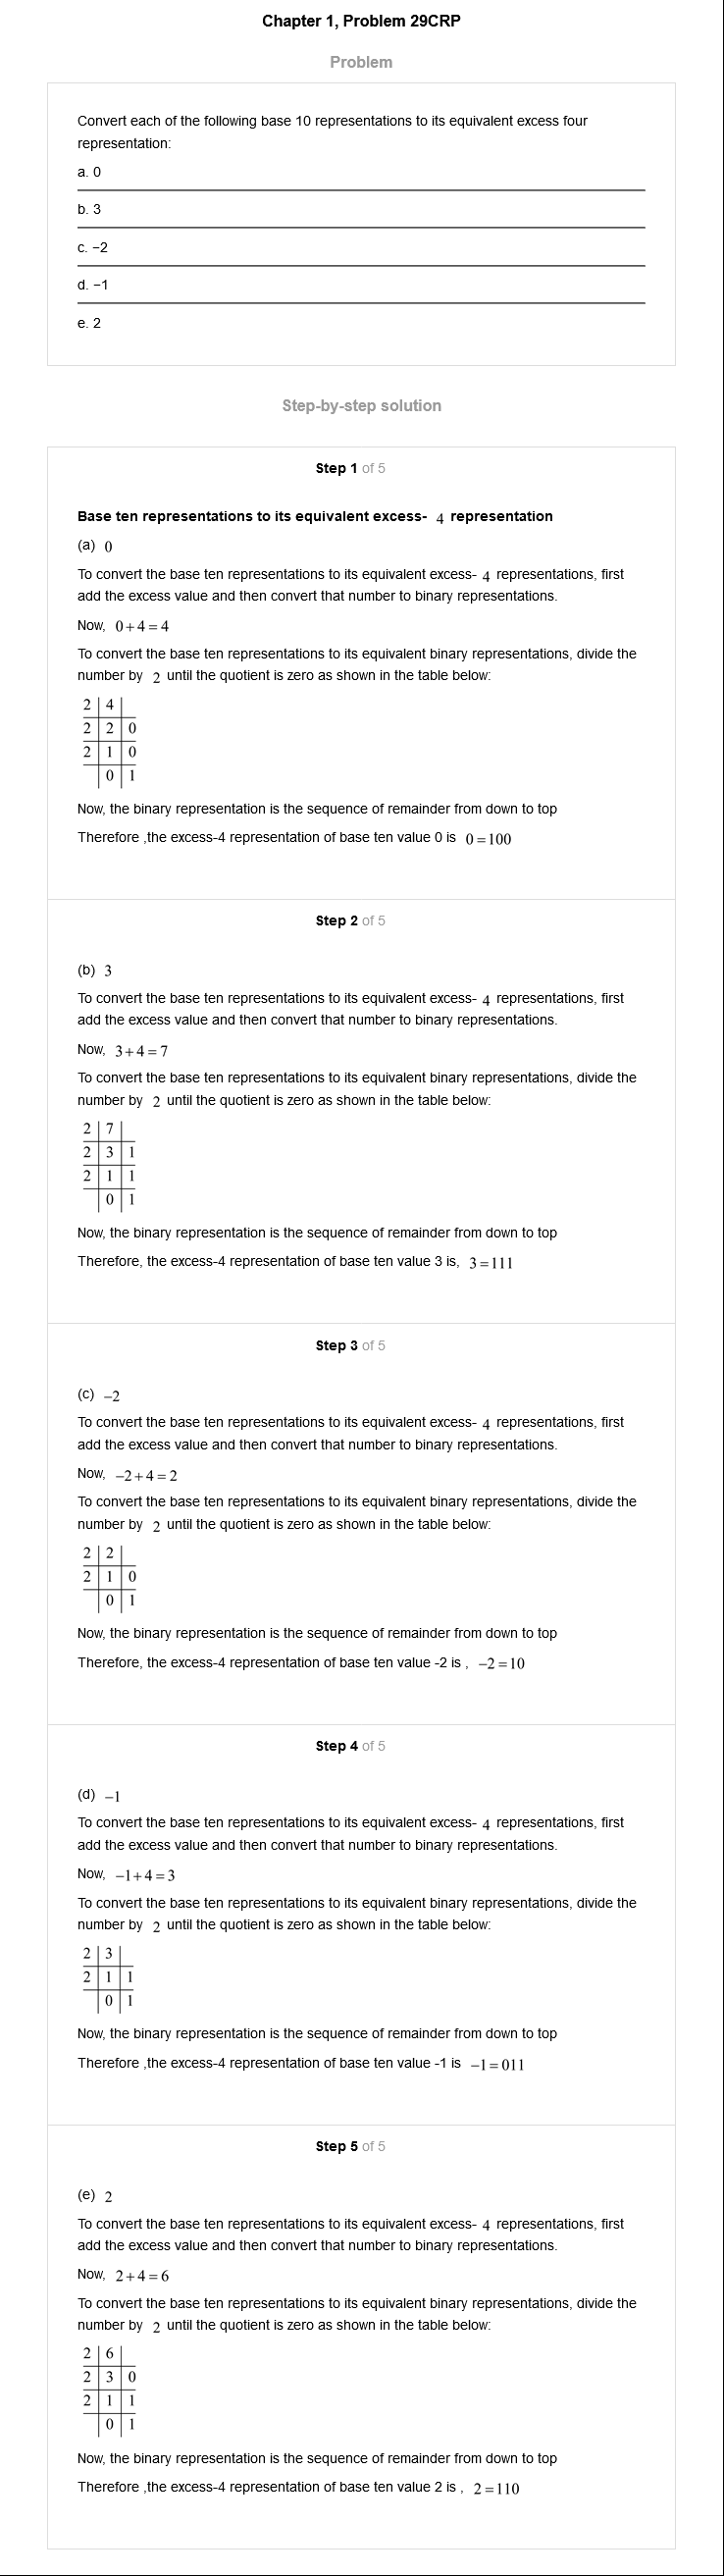 Chapter 1, Problem 29CRP
Problem
Convert each of the following base 10 representations to its equivalent excess four
representation:
a. 0
b. 3
c. −2
d. −1
e. 2
Step-by-step solution
Step 1 of 5
Base ten representations to its equivalent excess- 4 representation
(a) 0
To convert the base ten representations to its equivalent excess- 4 representations, first
add the excess value and then convert that number to binary representations.
Now, 0+4=4
To convert the base ten representations to its equivalent binary representations, divide the
number by 2 until the quotient is zero as shown in the table below:
2 4
2 2 0
2 1 0
0 1
Now, the binary representation is the sequence of remainder from down to top
Therefore ,the excess-4 representation of base ten value 0 is 0=100
Step 2 of 5
(b) 3
To convert the base ten representations to its equivalent excess- 4 representations, first
add the excess value and then convert that number to binary representations.
Now, 3+4=7
To convert the base ten representations to its equivalent binary representations, divide the
number by 2 until the quotient is zero as shown in the table below:
2 7
2 3 1
2 1 1
0 1
Now, the binary representation is the sequence of remainder from down to top
Therefore, the excess-4 representation of base ten value 3 is, 3=111
Step 3 of 5
(c) −2
To convert the base ten representations to its equivalent excess- 4 representations, first
add the excess value and then convert that number to binary representations.
Now, −2+4=2
To convert the base ten representations to its equivalent binary representations, divide the
number by 2 until the quotient is zero as shown in the table below:
2 2
2 1 0
0 1
Now, the binary representation is the sequence of remainder from down to top
Therefore, the excess-4 representation of base ten value -2 is , −2=10
Step 4 of 5
(d) −1
To convert the base ten representations to its equivalent excess- 4 representations, first
add the excess value and then convert that number to binary representations.
Now, −1+4=3
To convert the base ten representations to its equivalent binary representations, divide the
number by 2 until the quotient is zero as shown in the table below:
2 3
2 1 1
0 1
Now, the binary representation is the sequence of remainder from down to top
Therefore ,the excess-4 representation of base ten value -1 is −1=011
Step 5 of 5
(e) 2
To convert the base ten representations to its equivalent excess- 4 representations, first
add the excess value and then convert that number to binary representations.
Now, 2+4=6
To convert the base ten representations to its equivalent binary representations, divide the
number by 2 until the quotient is zero as shown in the table below:
2 6
2 3 0
2 1 1
0 1
Now, the binary representation is the sequence of remainder from down to top
Therefore ,the excess-4 representation of base ten value 2 is , 2=110